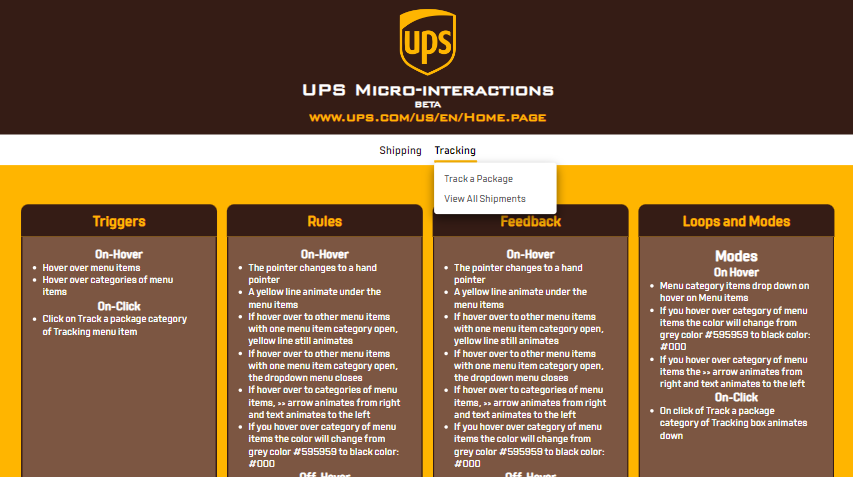 ups
UPS Micro-interactions
BETA
www.ups.com/us/en/Home.page
Shipping
Tracking
Track a Package
View All Shipments
Triggers
On-Hover
Hover over menu items
Hover over categories of menu
items
On-Click
Click on Track a package category
of Tracking menu item
Rules
On-Hover
The pointer changes to a hand
pointer
A yellow line animate under the
menu items
If hover over to other menu items
with one menu item category open,
yellow line still animates
If hover over to other menu items
with one menu item category open,
the dropdown menu closes
If hover over to categories of menu
items, >> arrow animates from right
and text animates to the left
If you hover over category of menu
items the color will change from
grey color #595959 to black color:
#000
Off-Hover
Feedback
On-Hover
The pointer changes to a hand
pointer
A yellow line animate under the
menu items
If hover over to other menu items
with one menu item category open,
yellow line still animates
If hover over to other menu items
with one menu item category open,
the dropdown menu closes
If hover over to categories of menu
items, >> arrow animates from right
and text animates to the left
If you hover over category of menu
items the color will change from
grey color #595959 to black color:
#000
Off-Hover
Loops and Modes
Modes
On Hover
Menu category items drop down on
hover on Menu items
If you hover over category of menu
items the color will change from
grey color #595959 to black color:
#000
If you hover over category of menu
items the >> arrow animates from
right and text animates to the left
On-Click
On click of Track a package
category of Tracking box animates
down